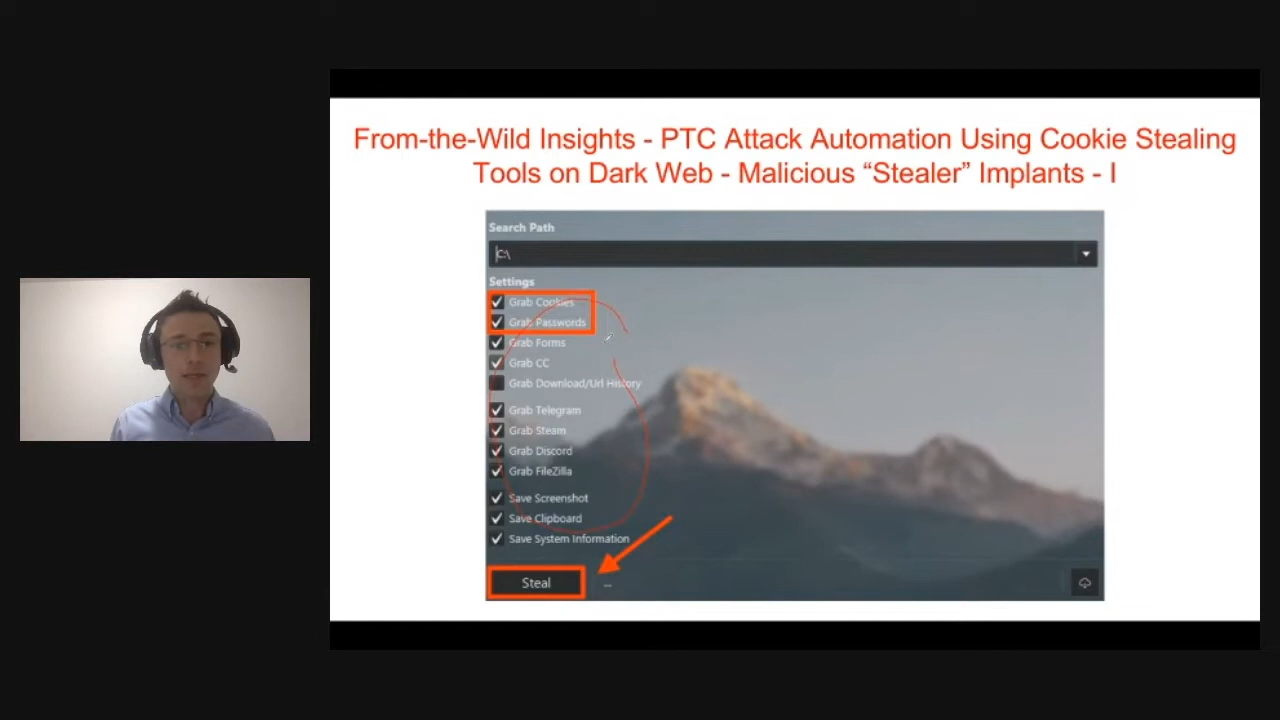 From-the-Wild Insights - PTC Attack Automation Using Cookie Stealing
Tools on Dark Web - Malicious “Stealer” Implants - I
Search Path
C:\
Settings
Grab Cookies
Grab Passwords
Grab Forms
Grab CC
Grab Download/Url History
Grab Telegram
Grab Steam
Grab Discord
Grab FileZilla
Save Screenshot
Save Clipboard
Save System Information
Steal
...